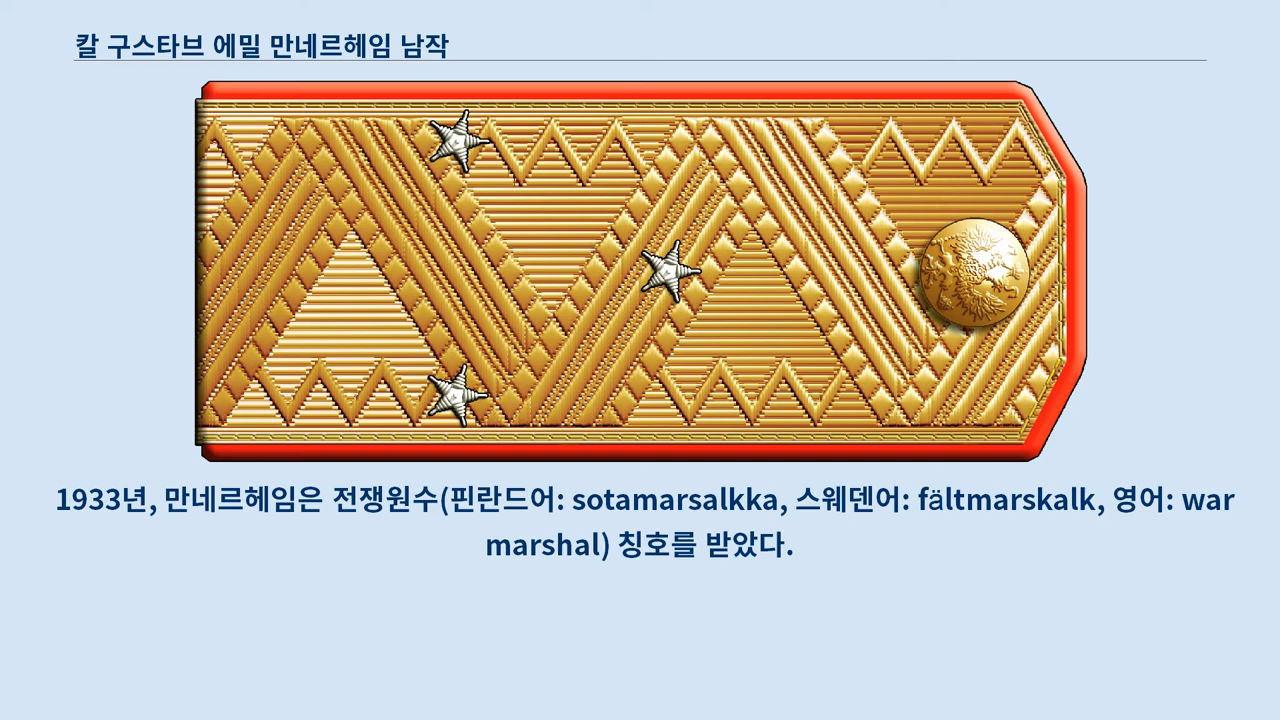 칼 구스타브 에밀 만네르헤임 남작
1933년, 만네르헤임은 전쟁원수(핀란드어: sotamarsalkka, 스웨덴어: fältmarskalk, 영어: war
marshal) 칭호를 받았다.